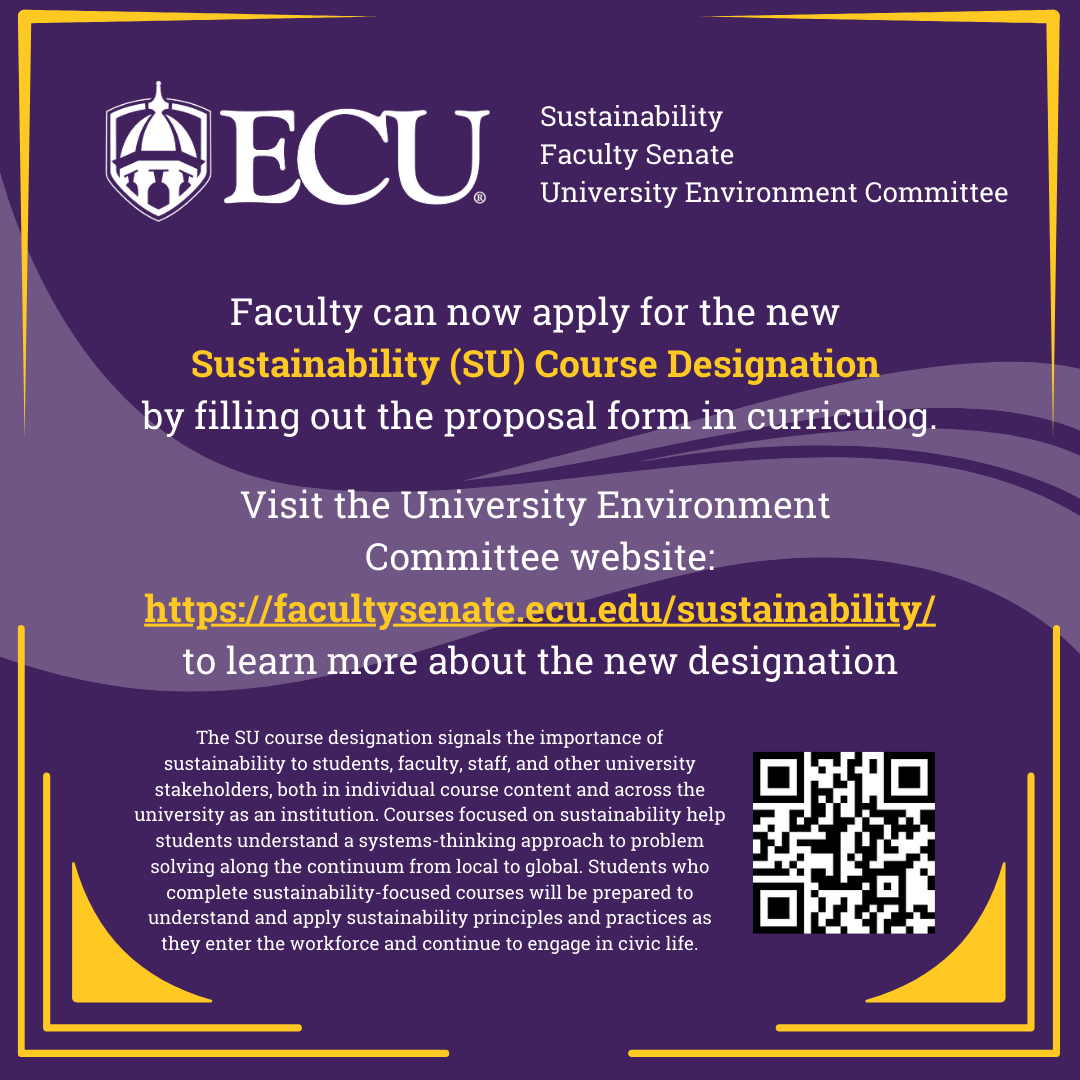 ECU®
Sustainability
Faculty Senate
University Environment Committee
Faculty can now apply for the new
Sustainability (SU) Course Designation
by filling out the proposal form in curriculog.
Visit the University Environment
Committee website:
https://facultysenate.ecu.edu/sustainability/
to learn more about the new designation
The SU course designation signals the importance of
sustainability to students, faculty, staff, and other university
stakeholders, both in individual course content and across the
university as an institution. Courses focused on sustainability help
students understand a systems-thinking approach to problem
solving along the continuum from local to global. Students who
complete sustainability-focused courses will be prepared to
understand and apply sustainability principles and practices as
they enter the workforce and continue to engage in civic life.